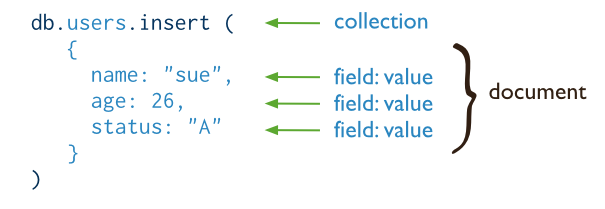 db.users.insert ( collection
{
name: "sue", field: value
age: 26, field: value
status: "A" field: value
}
)
document